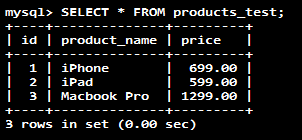 mysql> SELECT * FROM products_test;
+----+--------------+---------+
| id | product_name | price   |
+----+--------------+---------+
|  1 | iPhone       |  699.00 |
|  2 | iPad         |  599.00 |
|  3 | Macbook Pro  | 1299.00 |
+----+--------------+---------+
3 rows in set (0.00 sec)